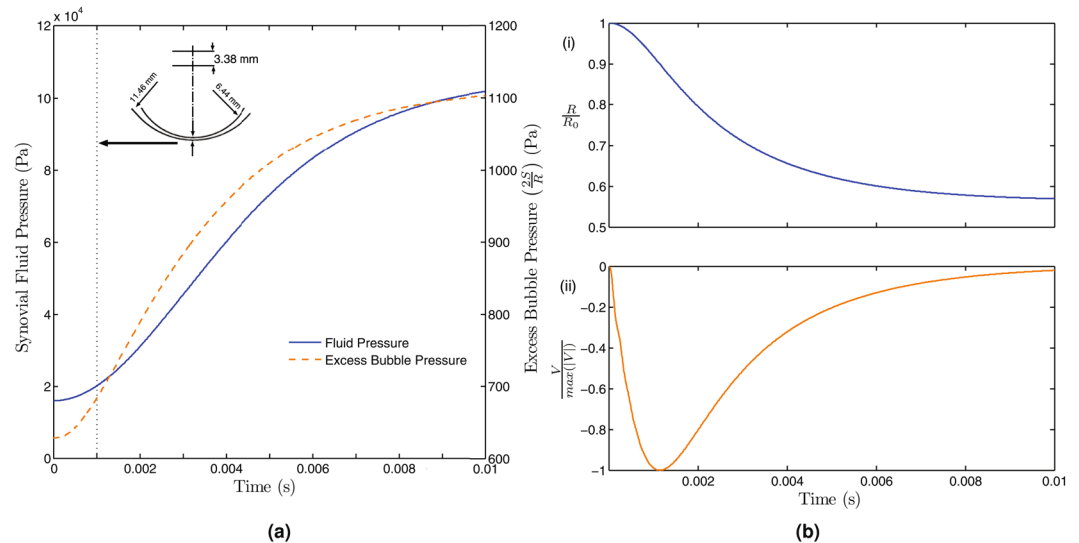 × 10⁴
12
10
8
6
4
2
0
Synovial Fluid Pressure (Pa)
3.38 mm
11.46 mm
6.44 mm
Fluid Pressure
Excess Bubble Pressure
1200
1100
1000
900
800
700
600
Excess Bubble Pressure (2S/R) (Pa)
0 0.002 0.004 0.006 0.008 0.01
Time (s)
(a)
(i)
1
0.9
0.8
0.7
0.6
0.5
R/R₀
(ii)
0
−0.2
−0.4
−0.6
−0.8
−1
V/max(|V|)
0.002 0.004 0.006 0.008 0.01
Time (s)
(b)